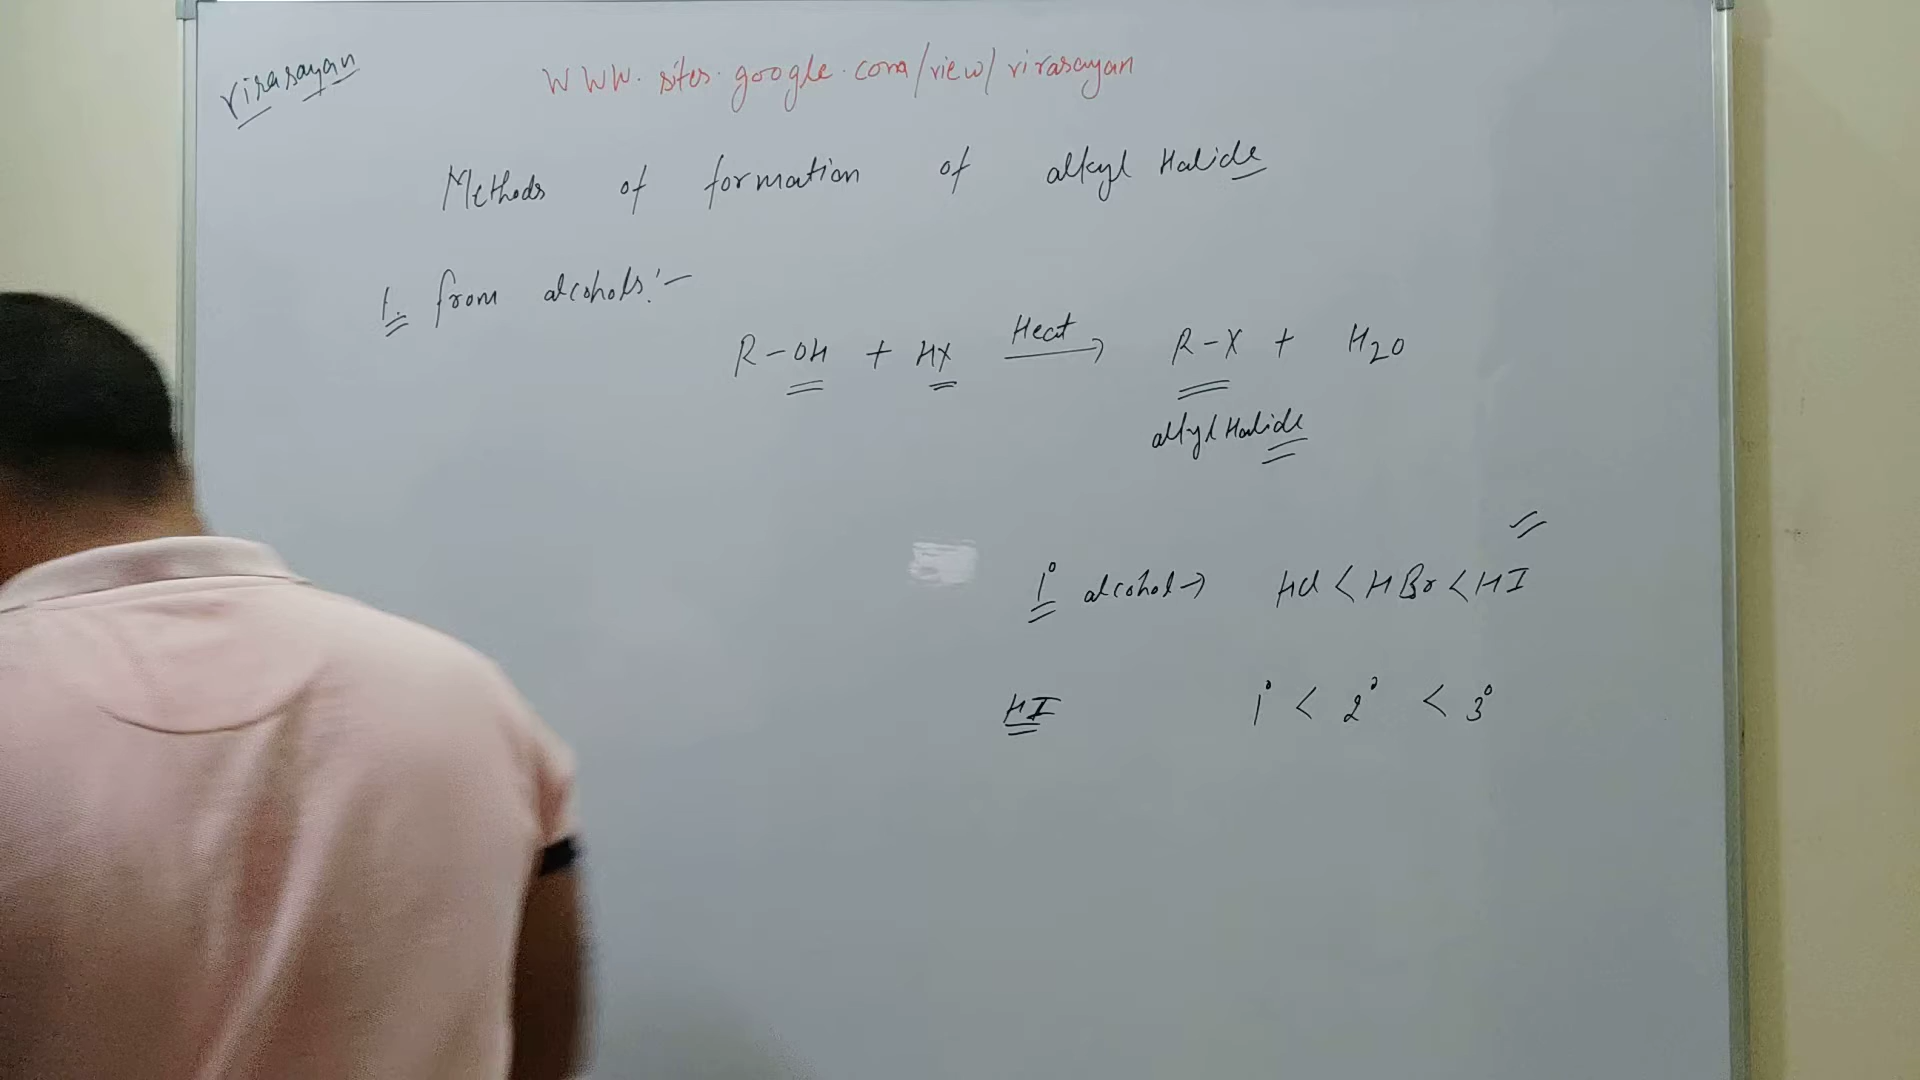 virasayan
WWW.sites.google.com/view/virasayan
Methods of formation of alkyl Halide
1. from alcohols:-
R-OH + HX Heat → R-X + H2O
alkyl Halide
1° alcohol → HCl < HBr < HI
HI 1° < 2° < 3°